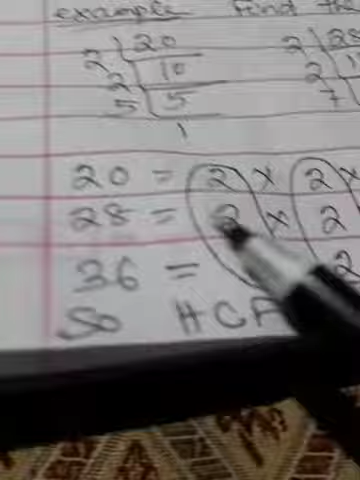 example Find the
2 | 20 2 | 28
2 | 10 2 | 1
5 | 5 7 |
1
20 = 2 x 2 x
28 = 2 x 2
36 = 2
So HCF